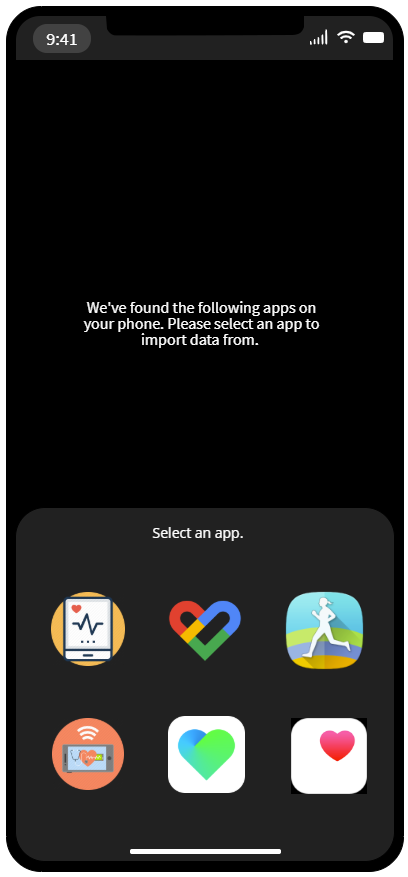 9:41
We've found the following apps on
your phone. Please select an app to
import data from.
Select an app.